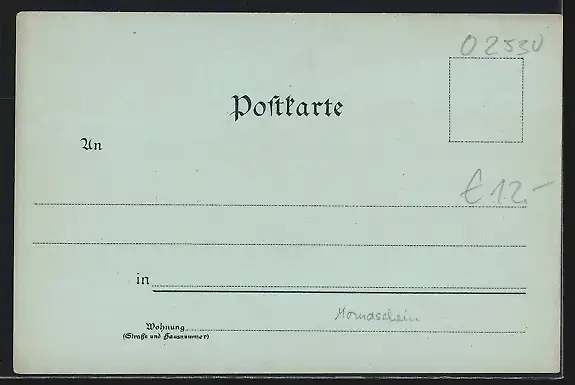 02530
Postkarte
An
€ 12,-
in
Mondschein
Wohnung
(Straße und Hausnummer)